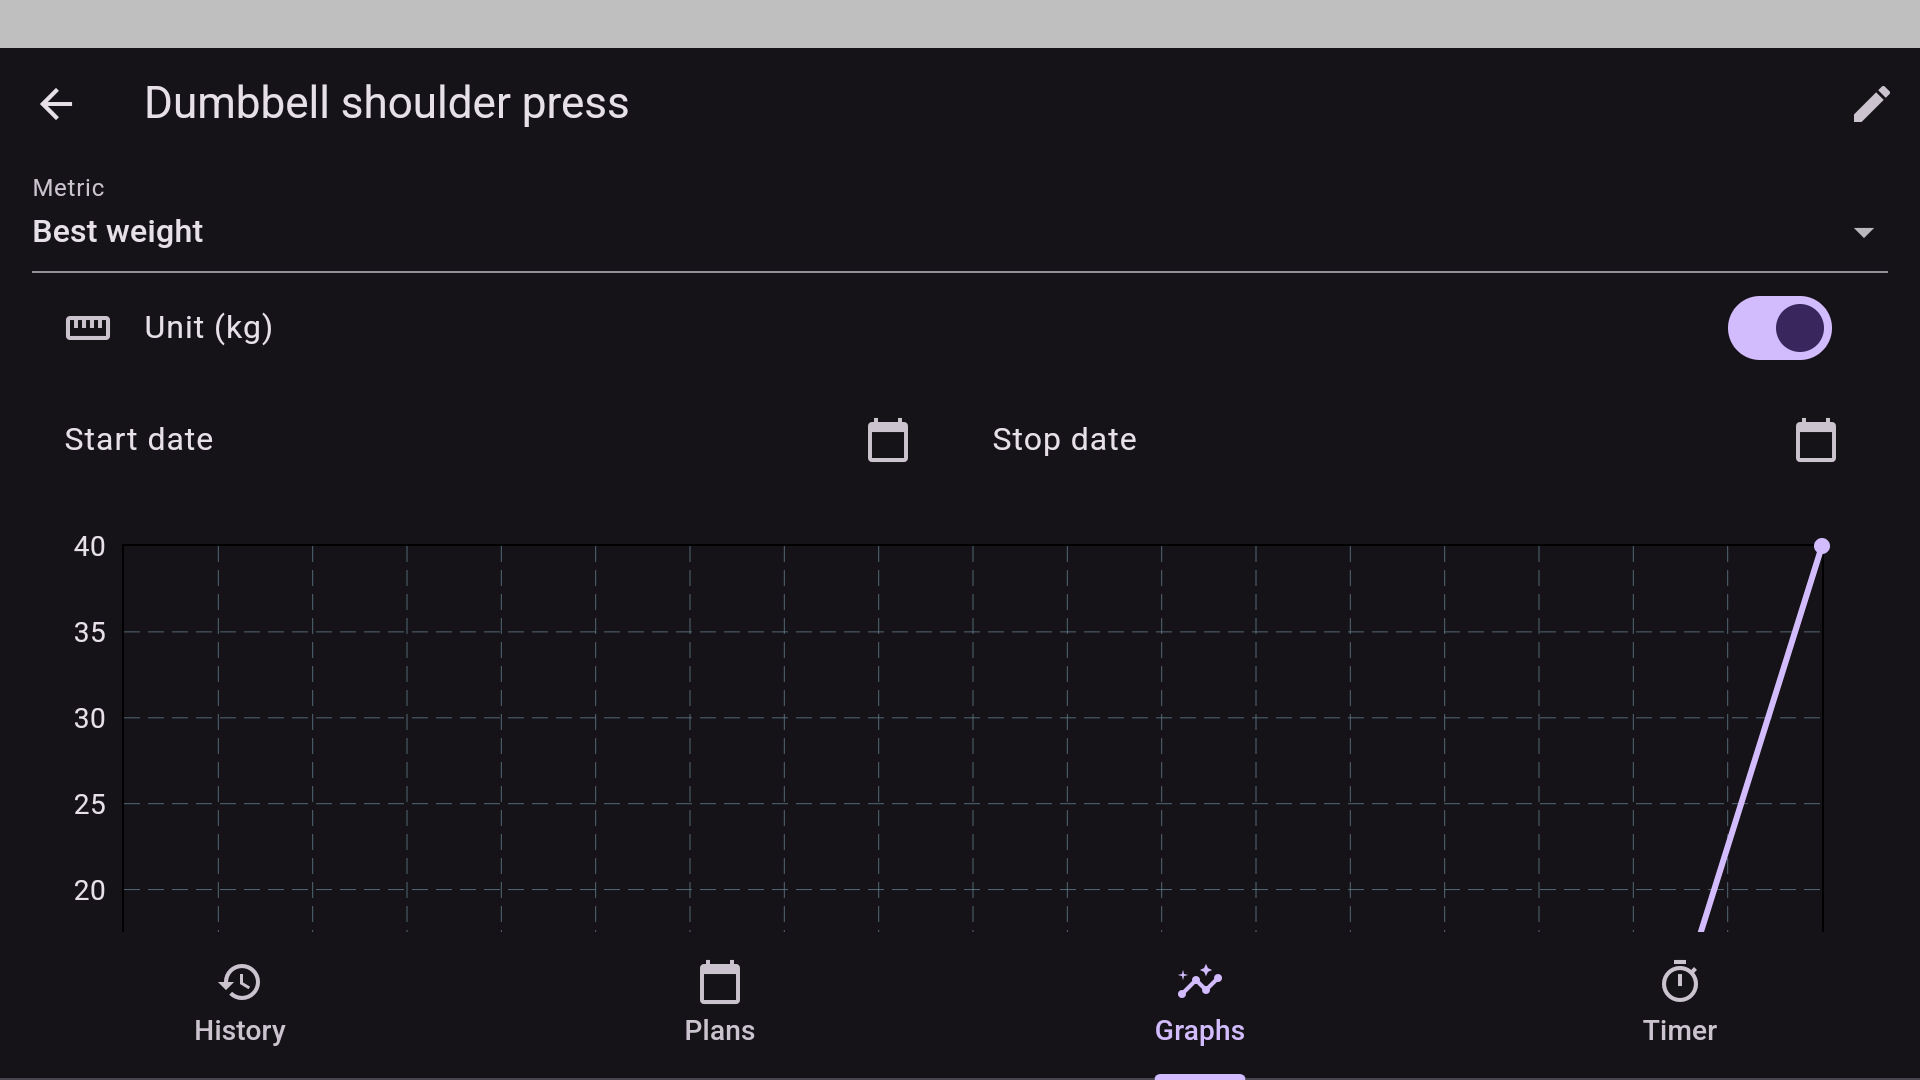 Dumbbell shoulder press
Metric
Best weight
Unit (kg)
Start date
Stop date
40
35
30
25
20
History
Plans
Graphs
Timer